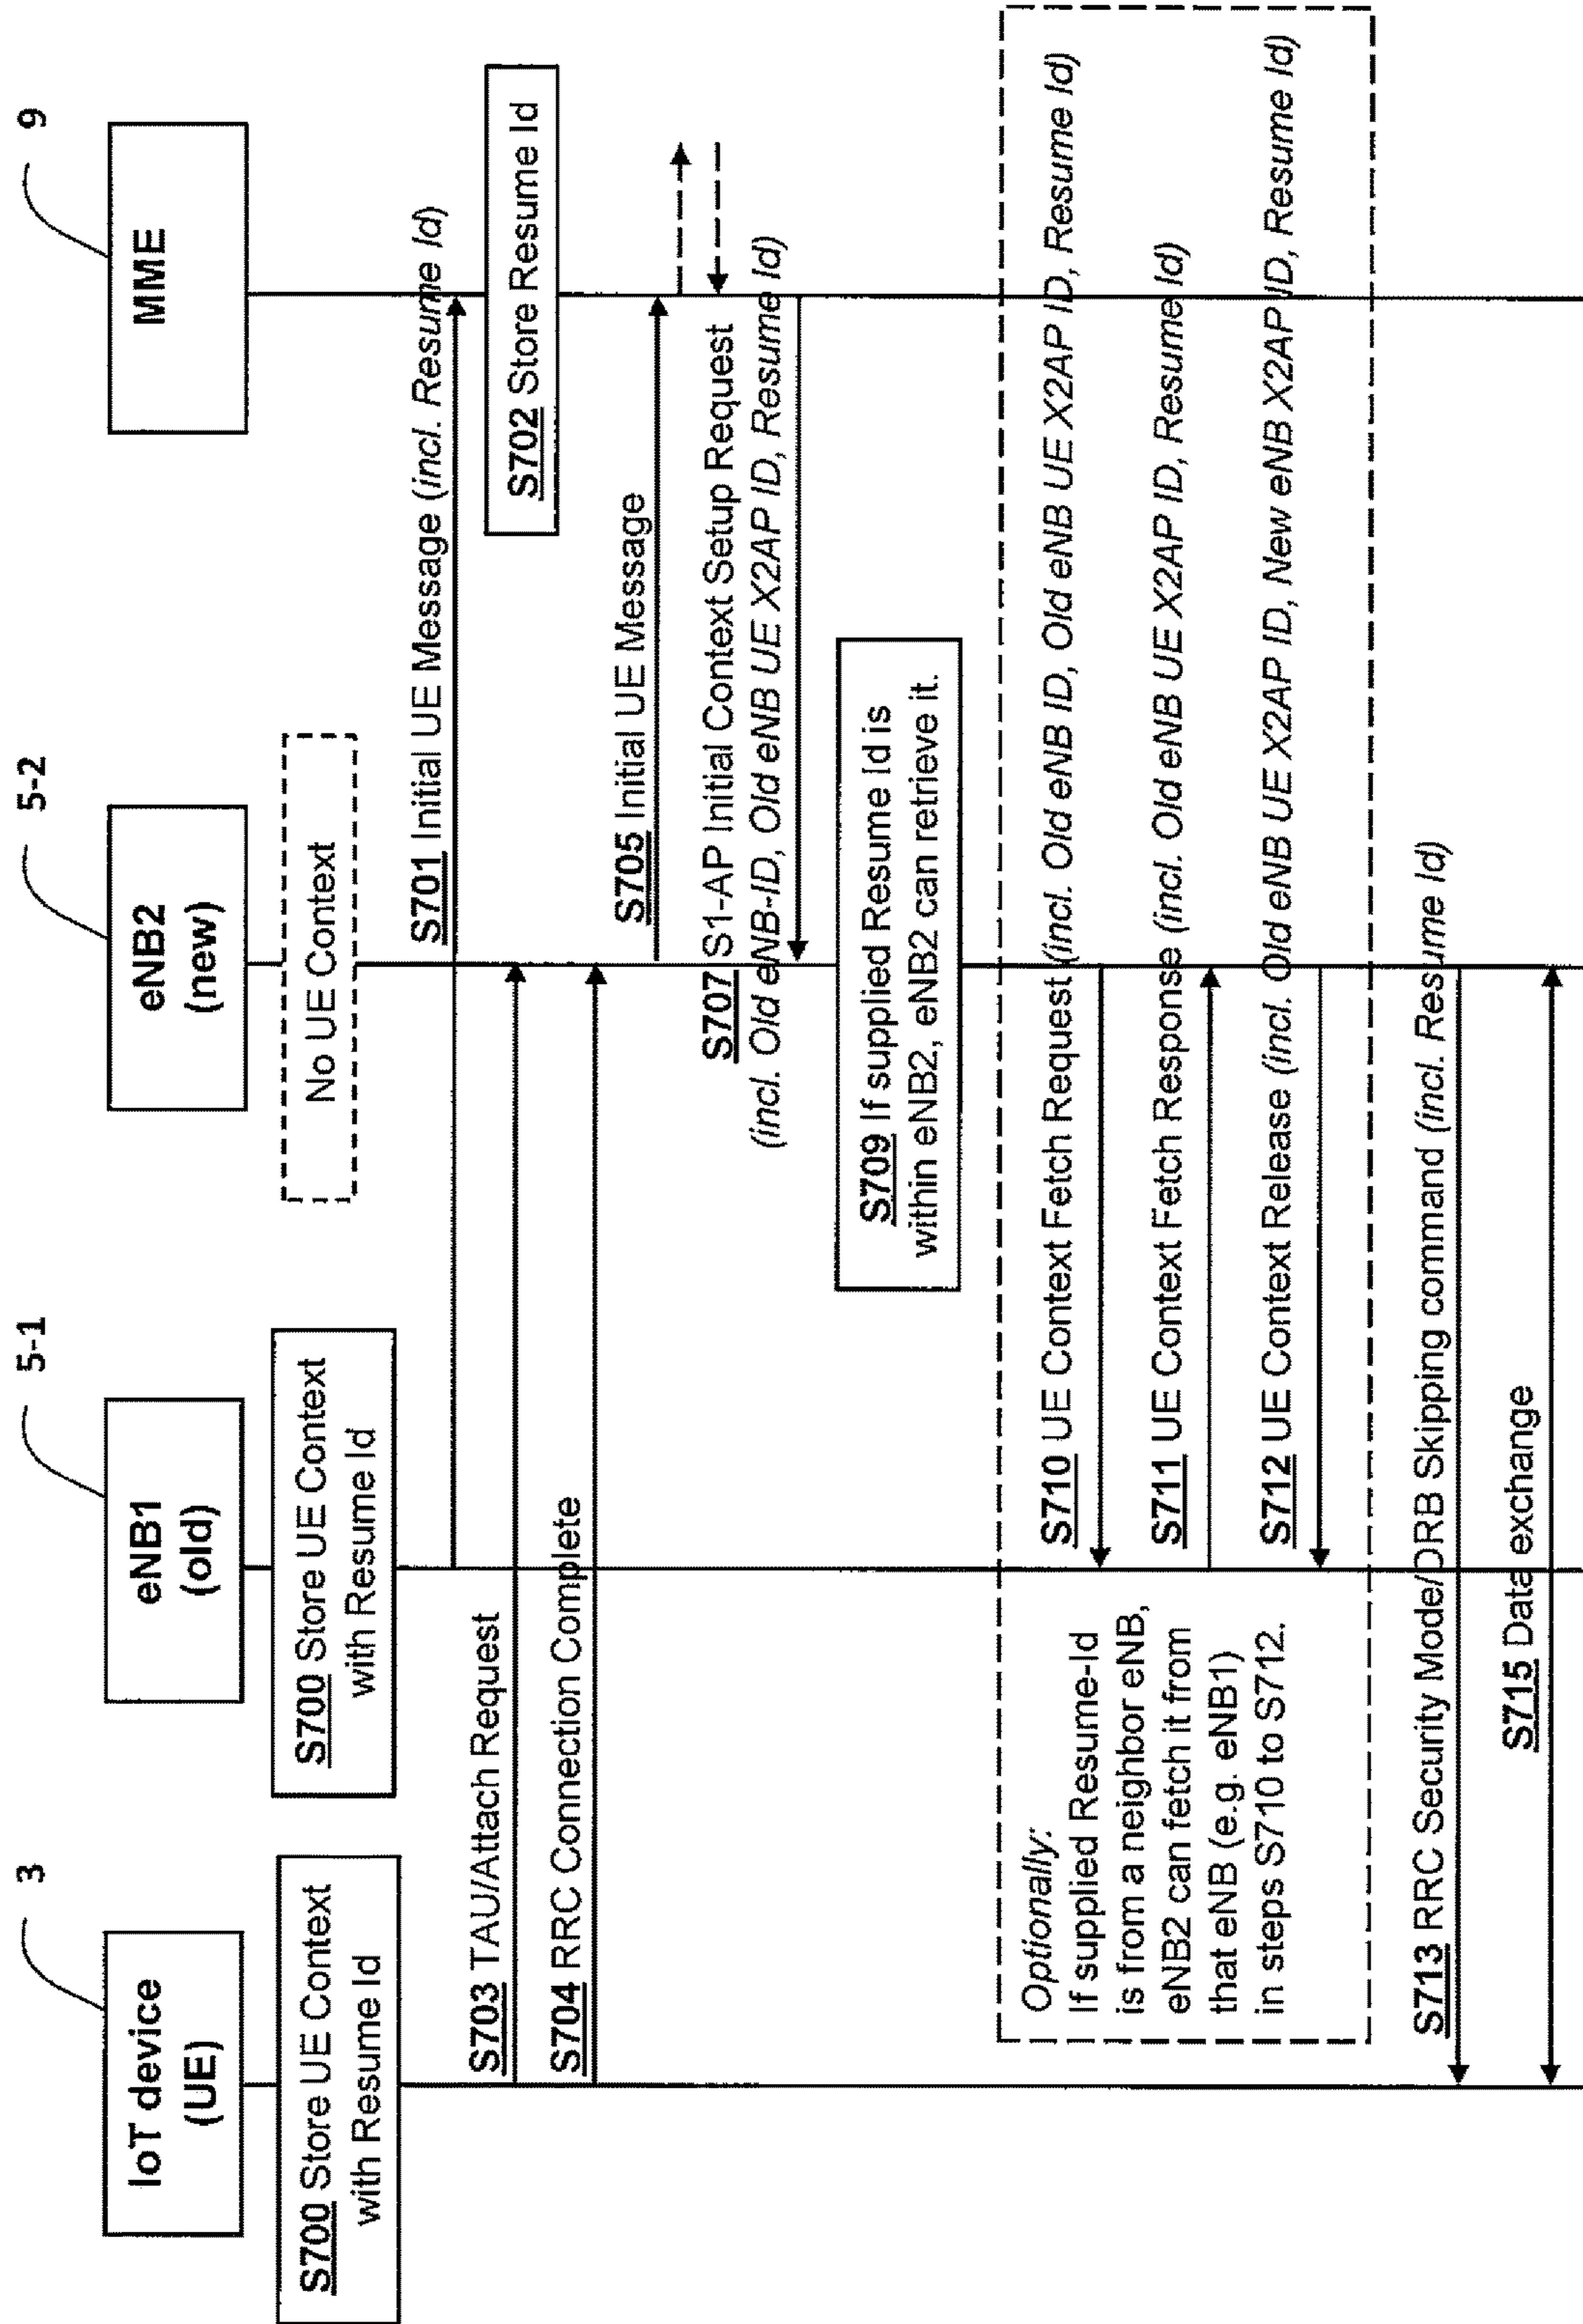 3
5-1
5-2
9
IoT device
(UE)
eNB1
(old)
eNB2
(new)
MME
S700 Store UE Context
with Resume Id
S700 Store UE Context
with Resume Id
No UE Context
S701 Initial UE Message (incl. Resume Id)
S702 Store Resume Id
S703 TAU/Attach Request
S704 RRC Connection Complete
S705 Initial UE Message
S707 S1-AP Initial Context Setup Request
(incl. Old eNB-ID, Old eNB UE X2AP ID, Resume Id)
S709 If supplied Resume Id is
within eNB2, eNB2 can retrieve it.
Optionally:
If supplied Resume-Id
is from a neighbor eNB,
eNB2 can fetch it from
that eNB (e.g. eNB1)
in steps S710 to S712.
S710 UE Context Fetch Request (incl. Old eNB ID, Old eNB UE X2AP ID, Resume Id)
S711 UE Context Fetch Response (incl. Old eNB UE X2AP ID, Resume Id)
S712 UE Context Release (incl. Old eNB UE X2AP ID, New eNB X2AP ID, Resume Id)
S713 RRC Security Mode/DRB Skipping command (incl. Resume Id)
S715 Data exchange